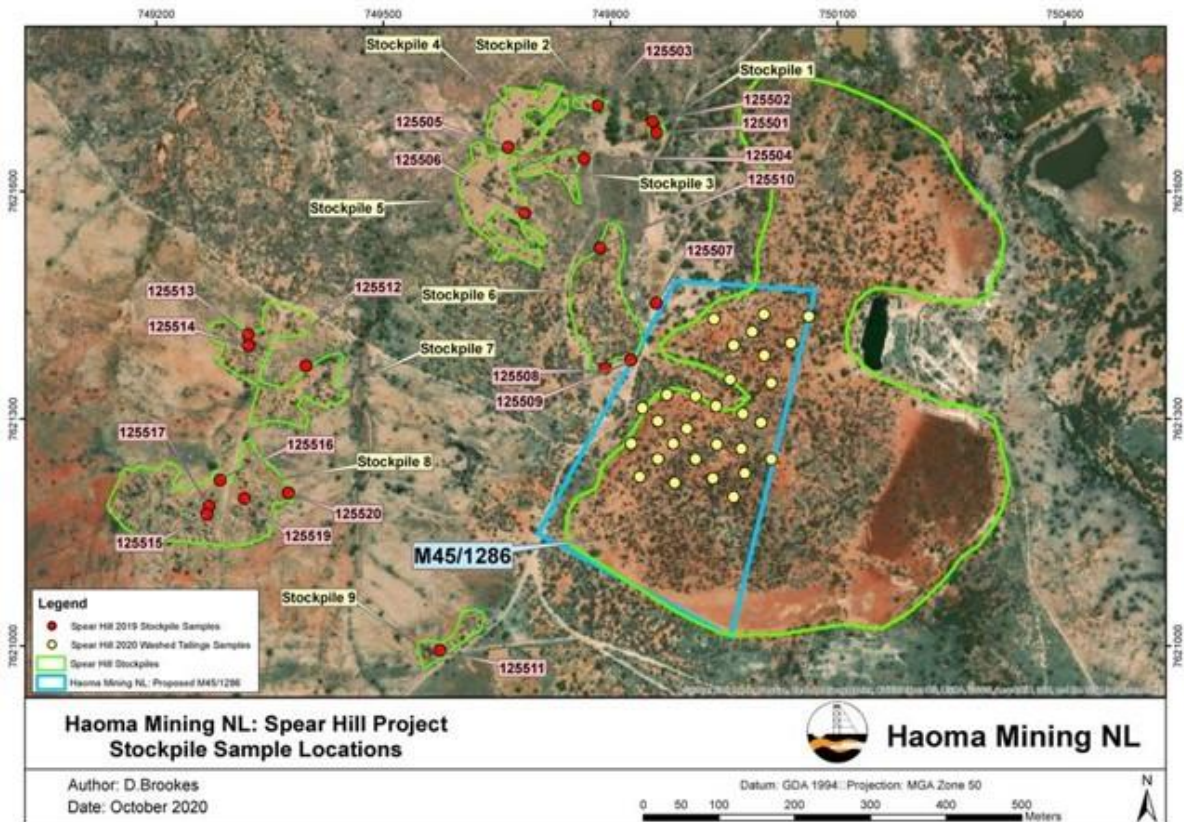 749200 749500 749800 750100 750400
Stockpile 4
Stockpile 2
125503
Stockpile 1
125502
125505
125501
125506
125504
Stockpile 3
125510
7621600
7621600
Stockpile 5
125507
125513
125512
Stockpile 6
125514
Stockpile 7
125508
125509
7621300
7621300
125517
125516
Stockpile 8
125520
125515
125519
M45/1286
Stockpile 9
125511
7621000
7621000
Legend
Spear Hill 2019 Stockpile Samples
Spear Hill 2020 Washed Tailings Samples
Spear Hill Stockpiles
Haoma Mining NL: Proposed M45/1286
Haoma Mining NL: Spear Hill Project
Stockpile Sample Locations
Haoma Mining NL
Author: D.Brookes
Date: October 2020
Datum: GDA 1994 Projection: MGA Zone 50
N
0 50 100 200 300 400 500
Meters